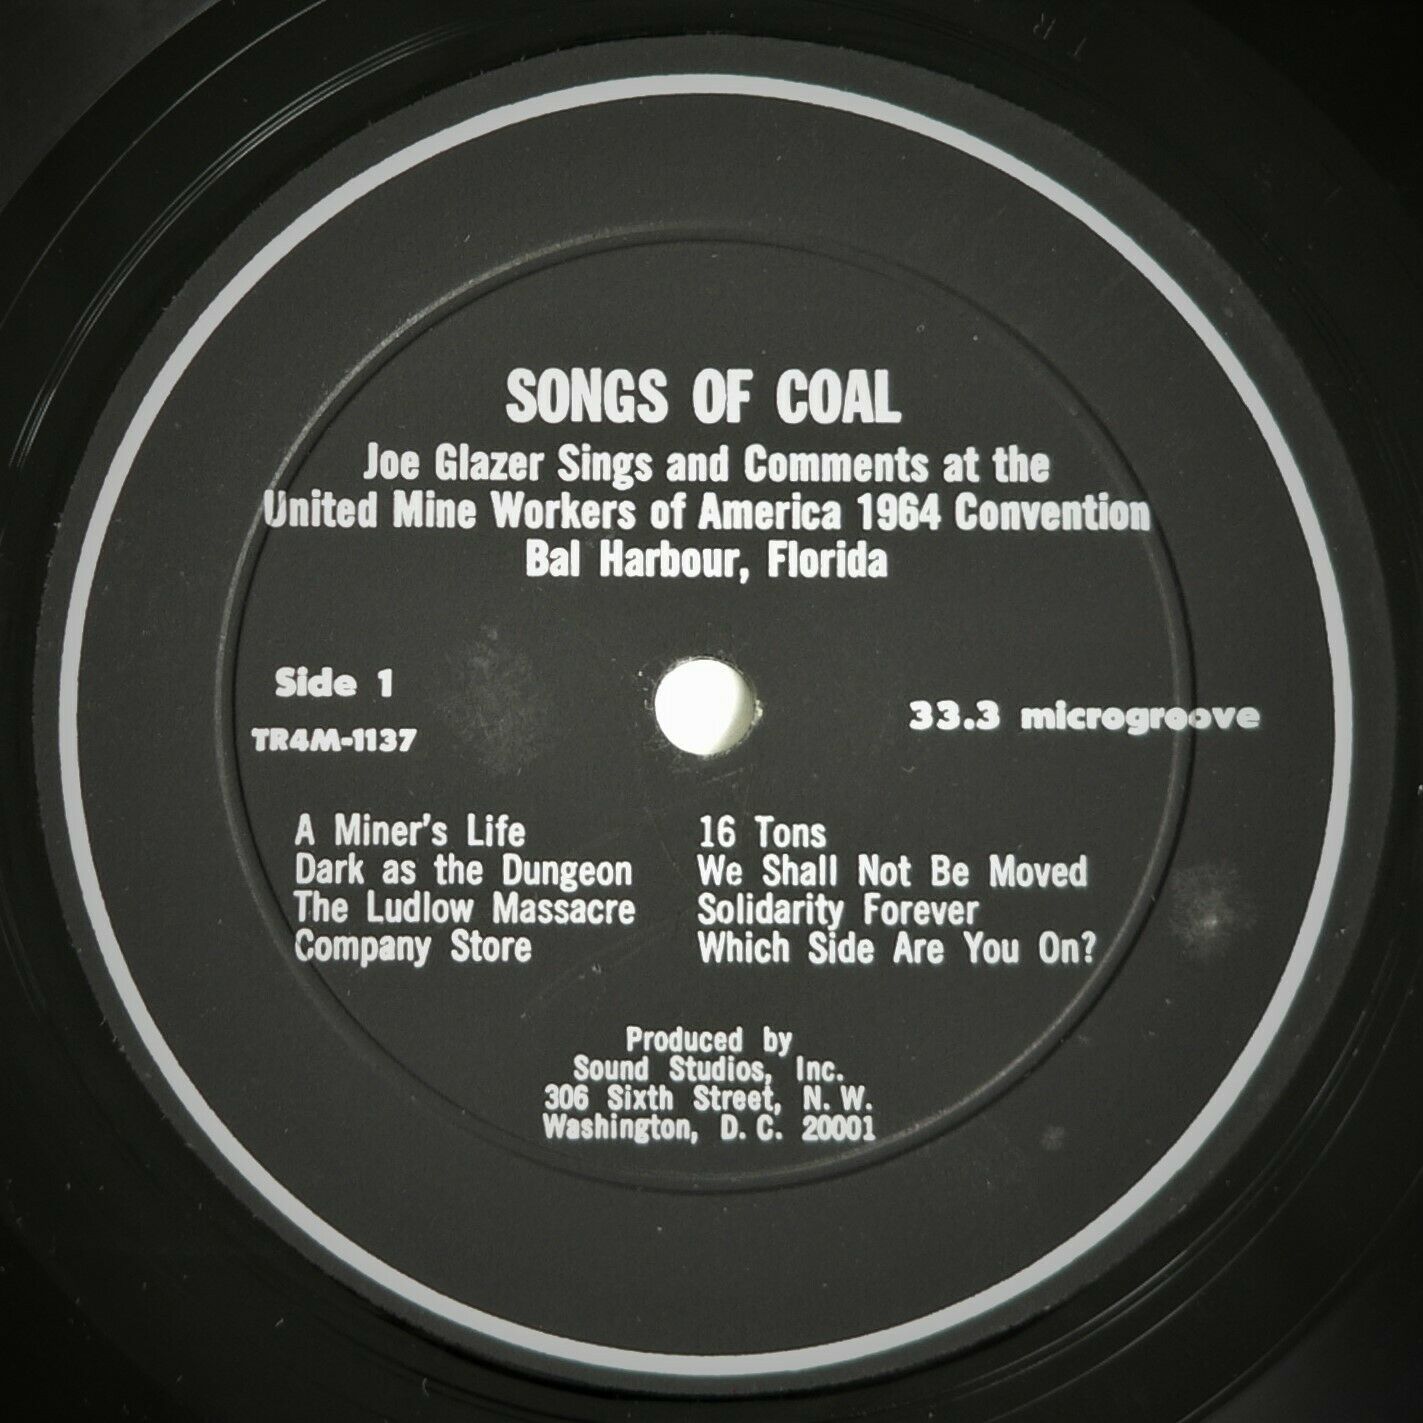 SONGS OF COAL
Joe Glazer Sings and Comments at the
United Mine Workers of America 1964 Convention
Bal Harbour, Florida
Side 1
TR4M-1137
33.3 microgroove
A Miner's Life
Dark as the Dungeon
The Ludlow Massacre
Company Store
16 Tons
We Shall Not Be Moved
Solidarity Forever
Which Side Are You On?
Produced by
Sound Studios, Inc.
306 Sixth Street, N. W.
Washington, D. C. 20001